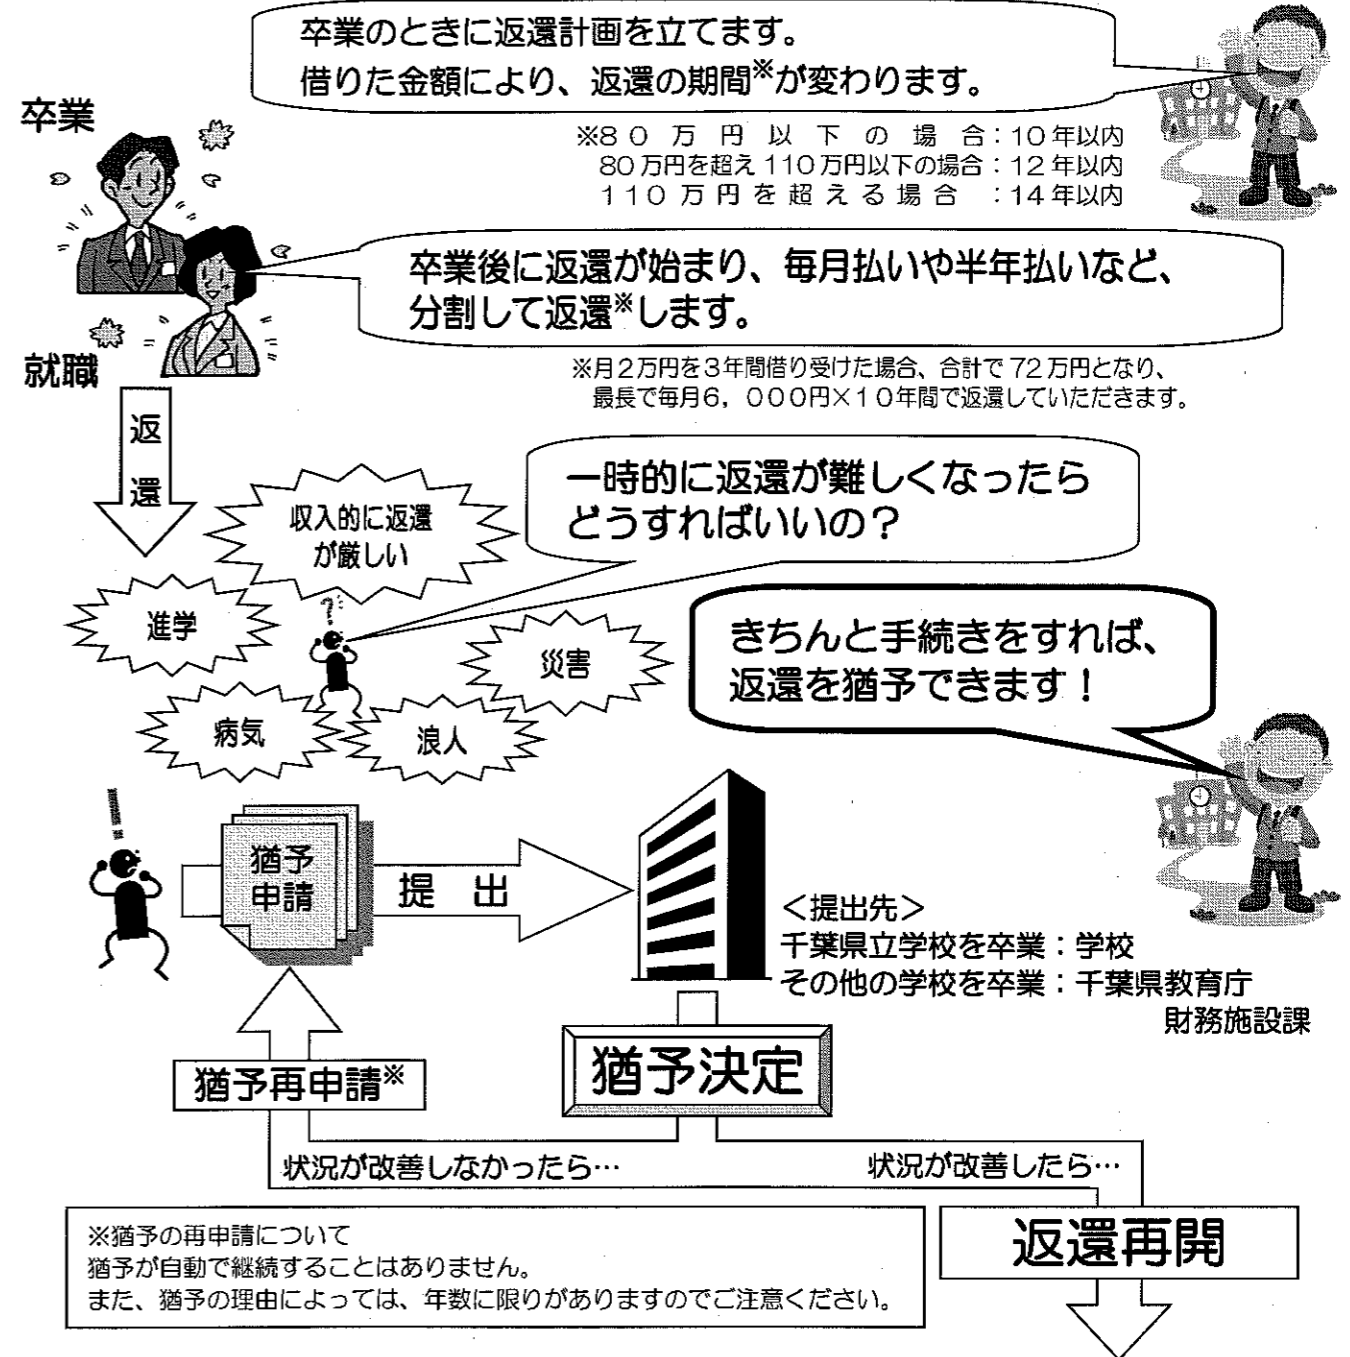 卒業のときに返還計画を立てます。
借りた金額により、返還の期間※が変わります。
卒業
※80万円以下の場合：10年以内
80万円を超え110万円以下の場合：12年以内
110万円を超える場合：14年以内
卒業後に返還が始まり、毎月払いや半年払いなど、
分割して返還※します。
就職
※月2万円を3年間借り受けた場合、合計で72万円となり、
最長で毎月6，000円×10年間で返還していただきます。
返還
一時的に返還が難しくなったら
どうすればいいの？
収入的に返還
が厳しい
進学
災害
病気
浪人
きちんと手続きをすれば、
返還を猶予できます！
猶予
申請
提出
＜提出先＞
千葉県立学校を卒業：学校
その他の学校を卒業：千葉県教育庁
財務施設課
猶予再申請※
猶予決定
状況が改善しなかったら…
状況が改善したら…
返還再開
※猶予の再申請について
猶予が自動で継続することはありません。
また、猶予の理由によっては、年数に限りがありますのでご注意ください。